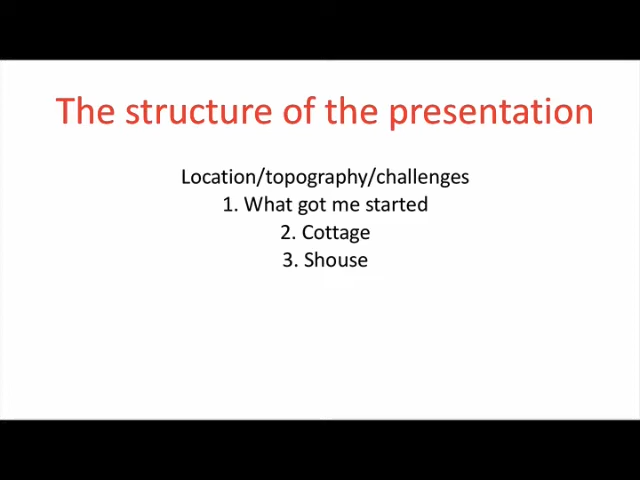 The structure of the presentation
Location/topography/challenges
1. What got me started
2. Cottage
3. Shouse